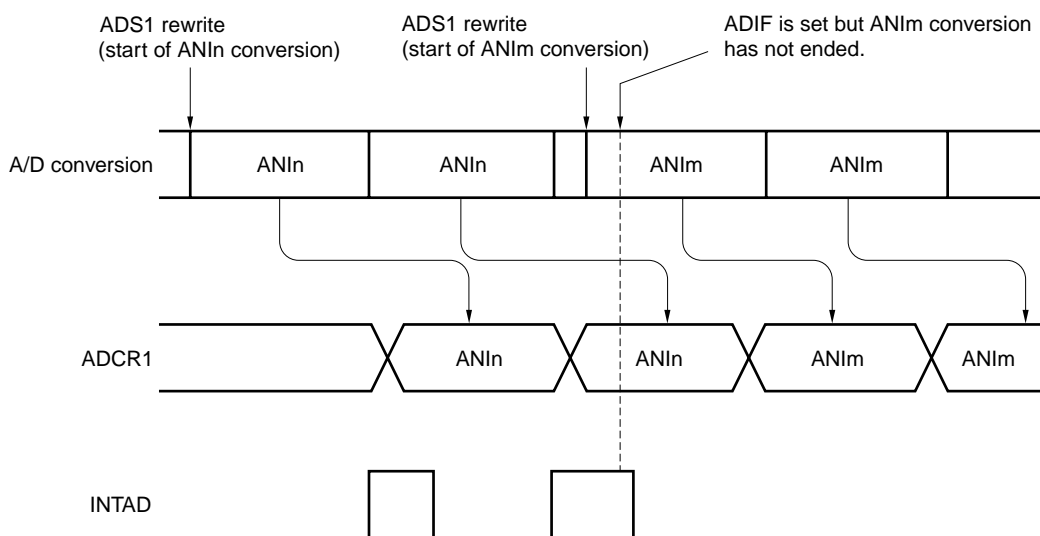 ADS1 rewrite
(start of ANIn conversion)
ADS1 rewrite
(start of ANIm conversion)
ADIF is set but ANIm conversion
has not ended.
A/D conversion
ANIn
ANIn
ANIm
ANIm
ADCR1
ANIn
ANIn
ANIm
ANIm
INTAD